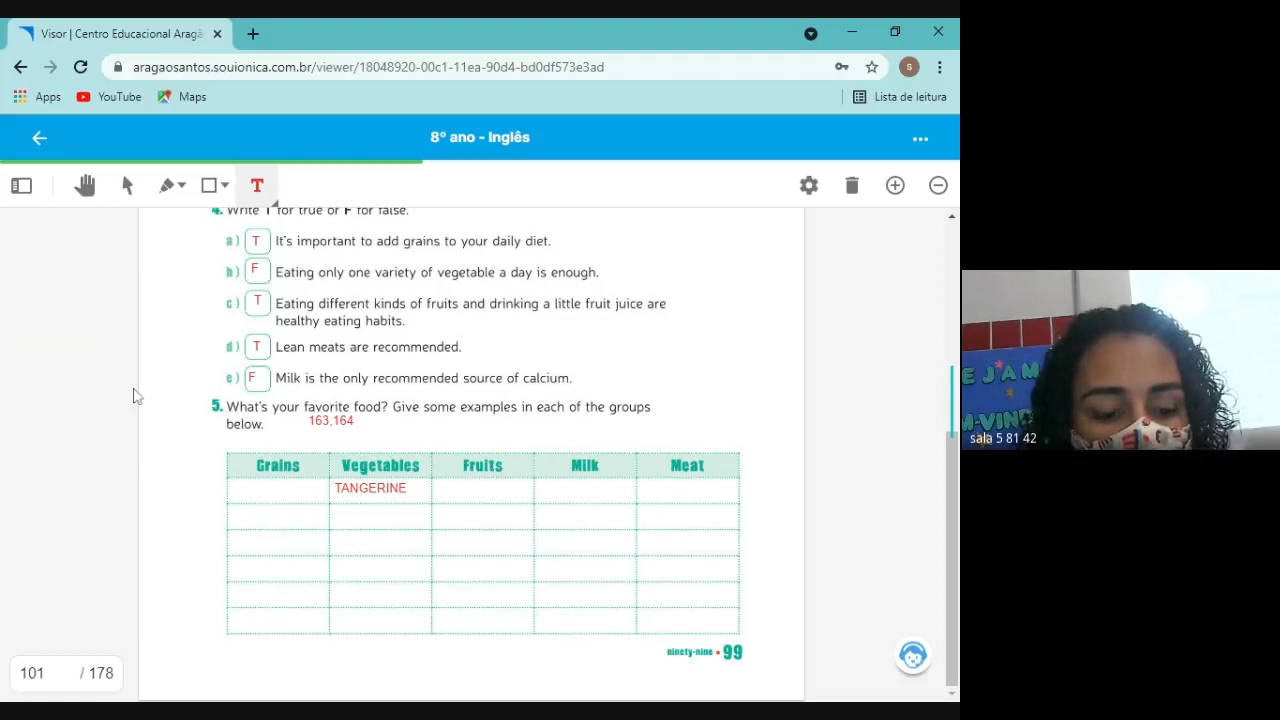 Visor | Centro Educacional Aragã
aragaosantos.souionica.com.br/viewer/18048920-00c1-11ea-90d4-bd0df573e3ad
s
Apps YouTube Maps Lista de leitura
8º ano - Inglês
T
4. Write T for true or F for false.
a) T It's important to add grains to your daily diet.
b) F Eating only one variety of vegetable a day is enough.
c) T Eating different kinds of fruits and drinking a little fruit juice are
healthy eating habits.
d) T Lean meats are recommended.
e) F Milk is the only recommended source of calcium.
5. What's your favorite food? Give some examples in each of the groups
below. 163,164
Grains Vegetables Fruits Milk Meat
TANGERINE
ninety-nine • 99
101 / 178
E J'A M
M-VIND
sala 5 81 42